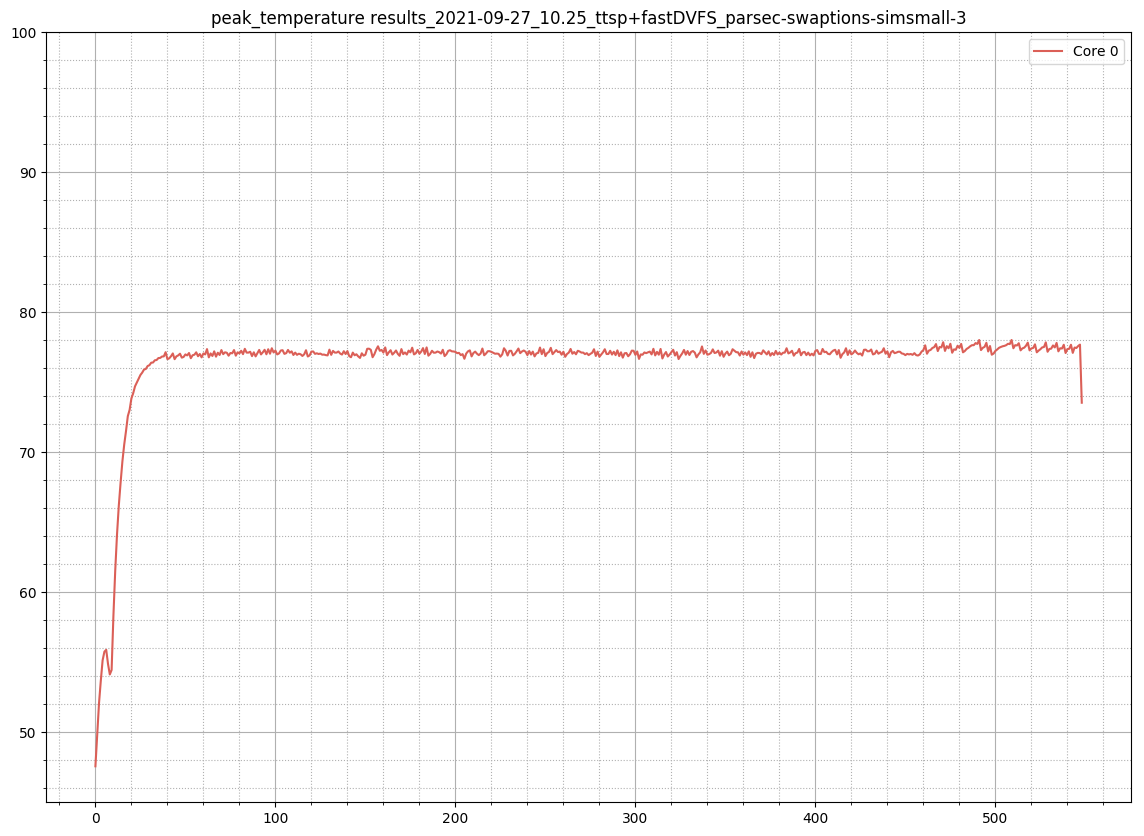 peak_temperature results_2021-09-27_10.25_ttsp+fastDVFS_parsec-swaptions-simsmall-3
Core 0
100
90
80
70
60
50
0 100 200 300 400 500